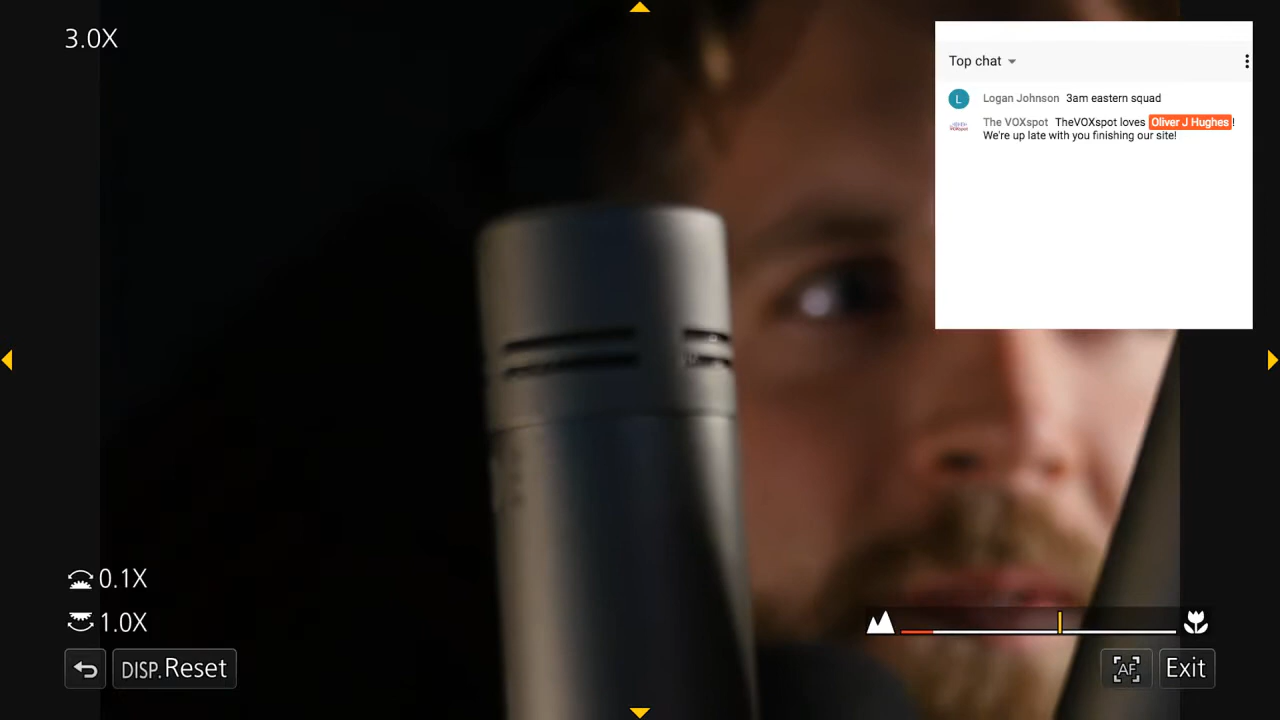 3.0X
Top chat
L
Logan Johnson 3am eastern squad
The VOXspot TheVOXspot loves Oliver J Hughes!
We're up late with you finishing our site!
0.1X
1.0X
DISP. Reset
AF
Exit